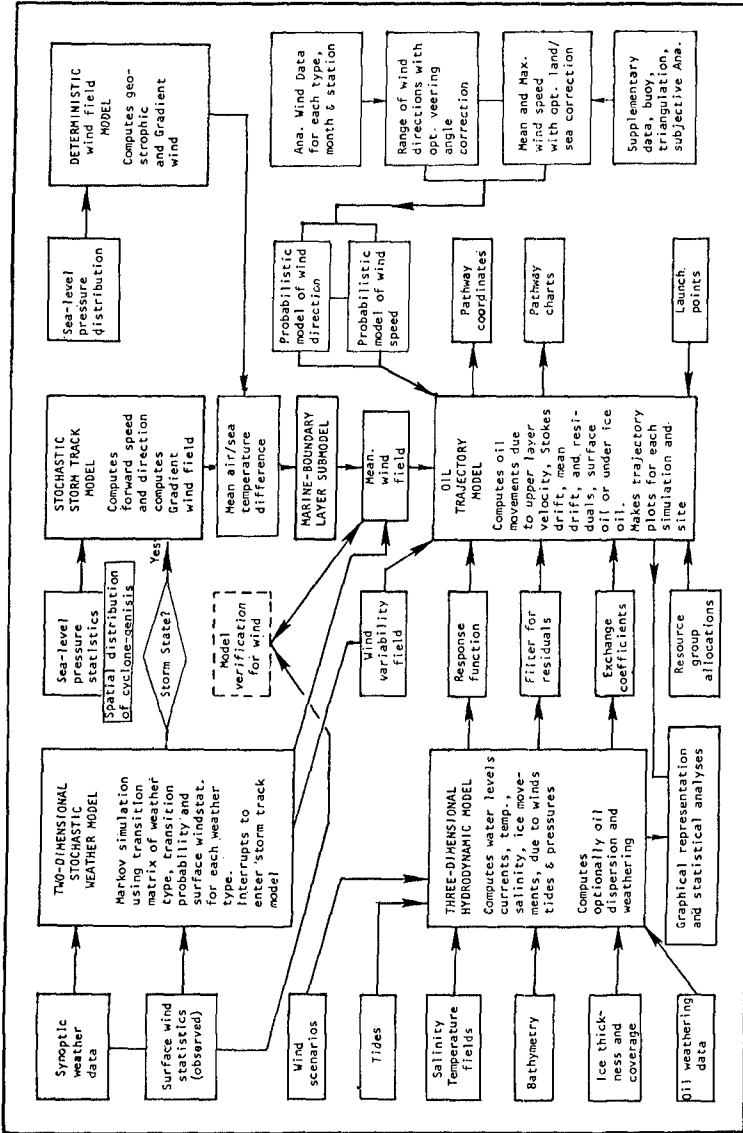 Synoptic
weather
data
Surface wind
statistics
(observed)
Wind
scenarios
Tides
Salinity
Temperature
fields
Bathymetry
Ice thick-
ness and
coverage
Oil weathering
data
TWO-DIMENSIONAL
STOCHASTIC
WEATHER MODEL
Markov simulation
using transition
matrix of weather
type, transition
probability and
surface windstat.
for each weather
type.
Interrupts to
enter storm track
model
THREE-DIMENSIONAL
HYDRODYNAMIC MODEL
Computes water levels
currents, temp.,
salinity, ice move-
ments, due to winds
tides & pressures
Computes
optionally oil
dispersion and
weathering
Graphical representation
and statistical analyses
Sea-level
pressure
statistics
Spatial distribution
of cyclone-genisis
Storm State?
Yes
Model
verification
for wind
Wind
variability
field
Response
function
Filter for
residuals
Exchange
coefficients
Resource
group
allocations
STOCHASTIC
STORM TRACK
MODEL
Computes
forward speed
and direction
computes
Gradient
wind field
Mean air/sea
temperature
difference
MARINE-BOUNDARY
LAYER SUBMODEL
Mean.
wind
field
OIL
TRAJECTORY
MODEL
Computes oil
movements due
to upper layer
velocity, Stokes
drift, mean
drift, and resi-
duals, surface
oil or under ice
oil.
Makes trajectory
plots for each
simulation and
site
Sea-level
pressure
distribution
DETERMINISTIC
wind field
MODEL
Computes geo-
strophic
and Gradient
wind
Probabilistic
model of wind
direction
Probabilistic
model of wind
speed
Pathway
coordinates
Pathway
charts
Launch
points
Ana. Wind Data
for each type,
month & station
Range of wind
directions with
opt. veering
angle
correction
Mean and Max.
wind speed
with opt. land/
sea correction
Supplementary
data, buoy,
triangulation,
subjective Ana.